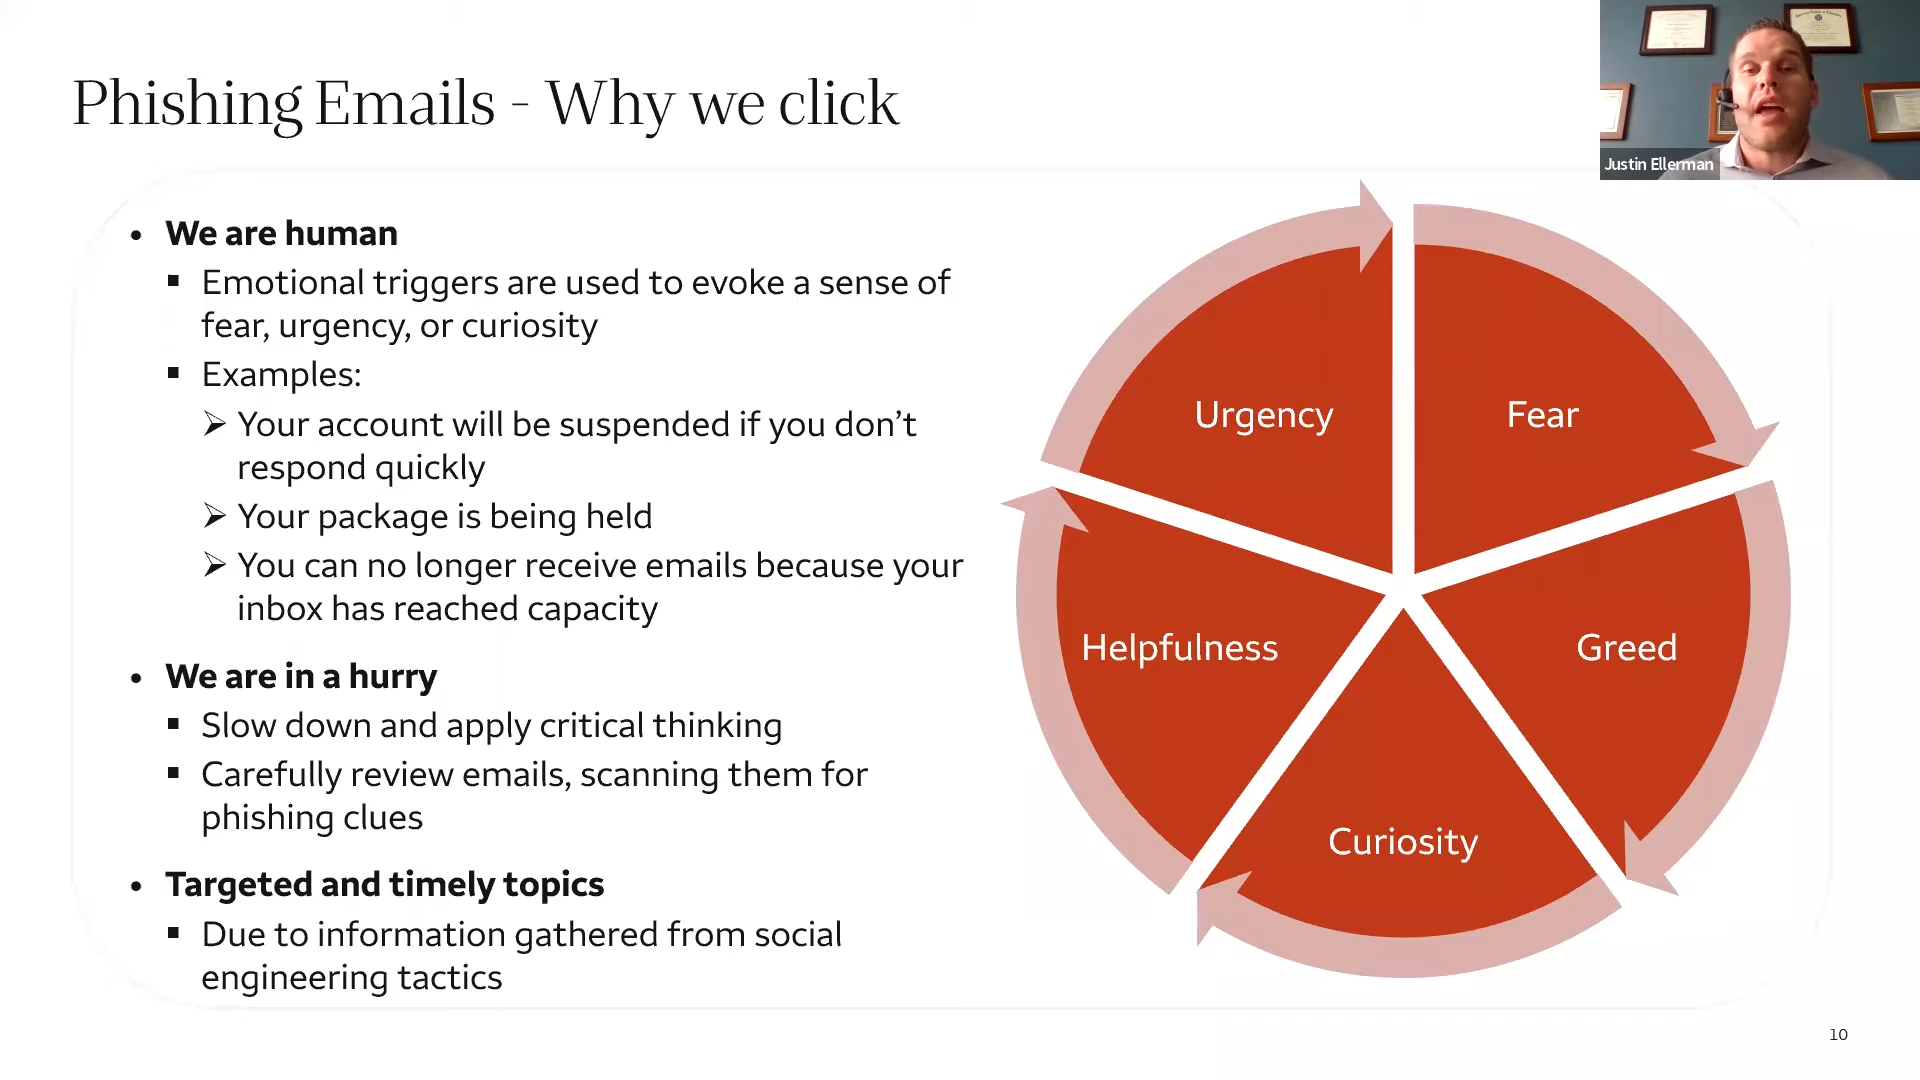 Phishing Emails - Why we click
Justin Ellerman
• We are human
▪ Emotional triggers are used to evoke a sense of
fear, urgency, or curiosity
▪ Examples:
➢ Your account will be suspended if you don’t
respond quickly
➢ Your package is being held
➢ You can no longer receive emails because your
inbox has reached capacity
• We are in a hurry
▪ Slow down and apply critical thinking
▪ Carefully review emails, scanning them for
phishing clues
• Targeted and timely topics
▪ Due to information gathered from social
engineering tactics
Urgency
Fear
Helpfulness
Greed
Curiosity
10